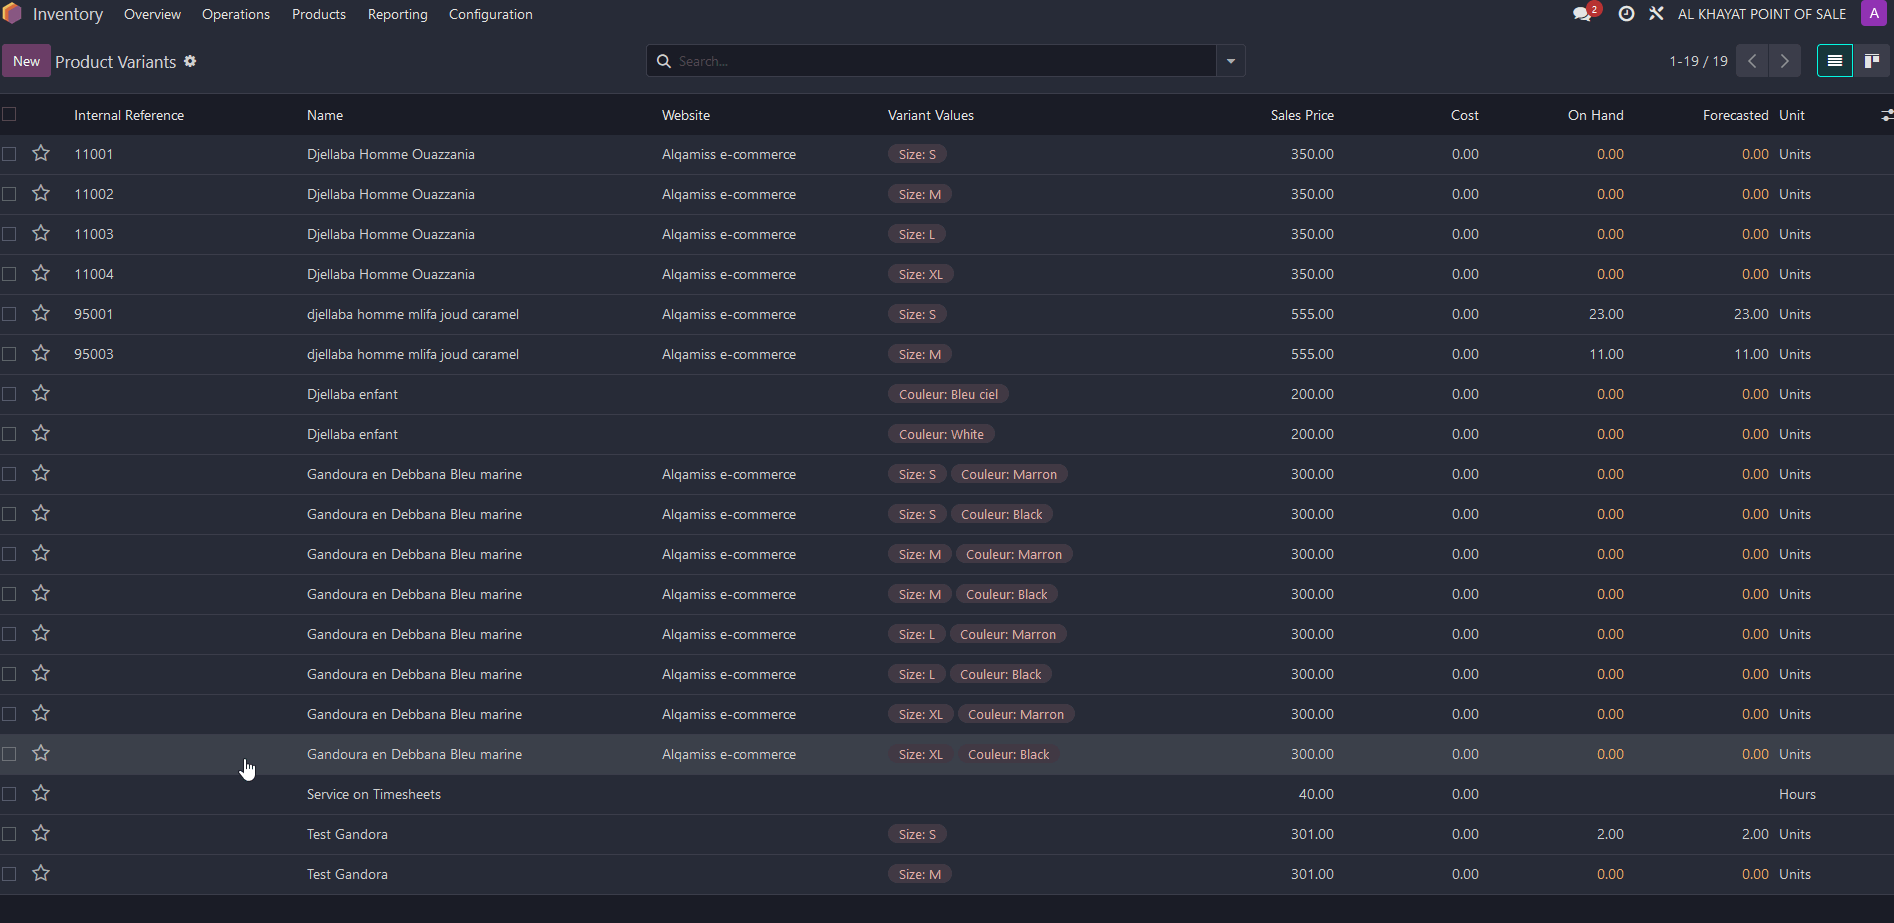 Inventory Overview Operations Products Reporting Configuration 2 AL KHAYAT POINT OF SALE A
New Product Variants Search... 1-19 / 19
Internal Reference Name Website Variant Values Sales Price Cost On Hand Forecasted Unit
11001 Djellaba Homme Ouazzania Alqamiss e-commerce Size: S 350.00 0.00 0.00 0.00 Units
11002 Djellaba Homme Ouazzania Alqamiss e-commerce Size: M 350.00 0.00 0.00 0.00 Units
11003 Djellaba Homme Ouazzania Alqamiss e-commerce Size: L 350.00 0.00 0.00 0.00 Units
11004 Djellaba Homme Ouazzania Alqamiss e-commerce Size: XL 350.00 0.00 0.00 0.00 Units
95001 djellaba homme mlifa joud caramel Alqamiss e-commerce Size: S 555.00 0.00 23.00 23.00 Units
95003 djellaba homme mlifa joud caramel Alqamiss e-commerce Size: M 555.00 0.00 11.00 11.00 Units
Djellaba enfant Couleur: Bleu ciel 200.00 0.00 0.00 0.00 Units
Djellaba enfant Couleur: White 200.00 0.00 0.00 0.00 Units
Gandoura en Debbana Bleu marine Alqamiss e-commerce Size: S Couleur: Marron 300.00 0.00 0.00 0.00 Units
Gandoura en Debbana Bleu marine Alqamiss e-commerce Size: S Couleur: Black 300.00 0.00 0.00 0.00 Units
Gandoura en Debbana Bleu marine Alqamiss e-commerce Size: M Couleur: Marron 300.00 0.00 0.00 0.00 Units
Gandoura en Debbana Bleu marine Alqamiss e-commerce Size: M Couleur: Black 300.00 0.00 0.00 0.00 Units
Gandoura en Debbana Bleu marine Alqamiss e-commerce Size: L Couleur: Marron 300.00 0.00 0.00 0.00 Units
Gandoura en Debbana Bleu marine Alqamiss e-commerce Size: L Couleur: Black 300.00 0.00 0.00 0.00 Units
Gandoura en Debbana Bleu marine Alqamiss e-commerce Size: XL Couleur: Marron 300.00 0.00 0.00 0.00 Units
Gandoura en Debbana Bleu marine Alqamiss e-commerce Size: XL Couleur: Black 300.00 0.00 0.00 0.00 Units
Service on Timesheets 40.00 0.00 Hours
Test Gandora Size: S 301.00 0.00 2.00 2.00 Units
Test Gandora Size: M 301.00 0.00 0.00 0.00 Units